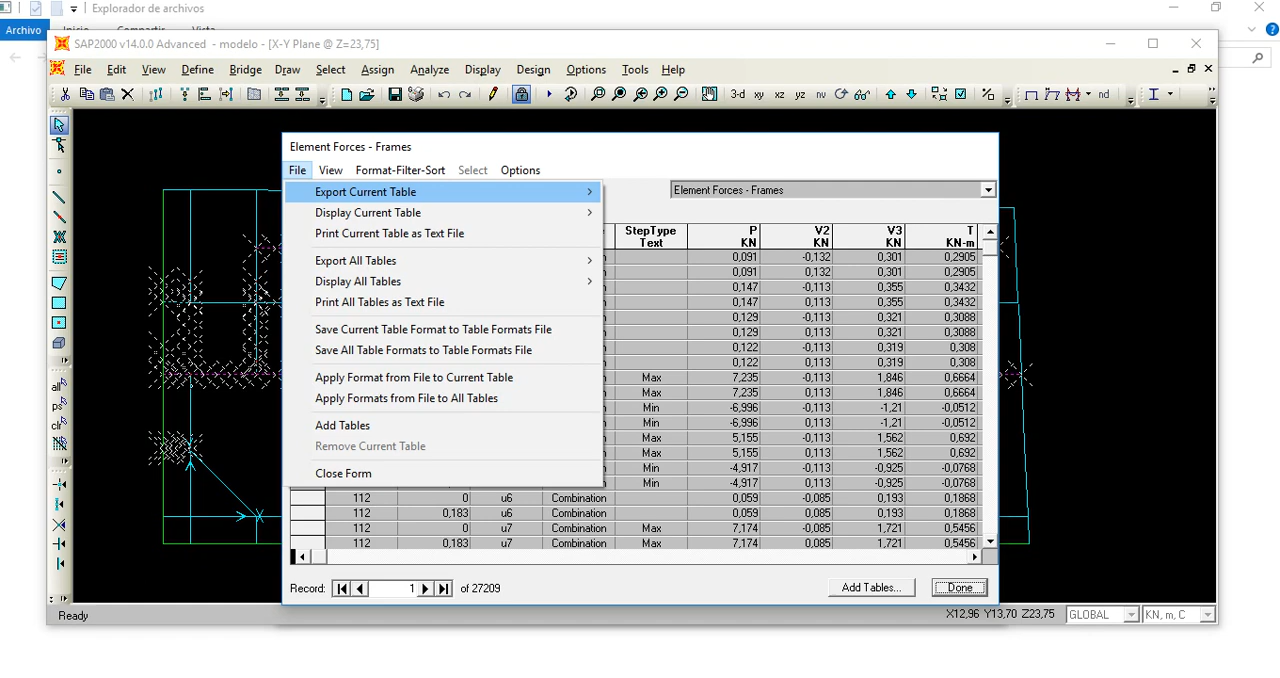 Explorador de archivos
Archivo Inicio Compartir Vista
SAP2000 v14.0.0 Advanced - modelo - [X-Y Plane @ Z=23,75]
File Edit View Define Bridge Draw Select Assign Analyze Display Design Options Tools Help
3-d xy xz yz nv nd
Element Forces - Frames
File View Format-Filter-Sort Select Options
Element Forces - Frames
Export Current Table
Display Current Table
Print Current Table as Text File
Export All Tables
Display All Tables
Print All Tables as Text File
Save Current Table Format to Table Formats File
Save All Table Formats to Table Formats File
Apply Format from File to Current Table
Apply Formats from File to All Tables
Add Tables
Remove Current Table
Close Form
StepType P V2 V3 T
Text KN KN KN KN-m
0,091 -0,132 0,301 0,2905
0,091 0,132 0,301 0,2905
0,147 -0,113 0,355 0,3432
0,147 0,113 0,355 0,3432
0,129 -0,113 0,321 0,3088
0,129 0,113 0,321 0,3088
0,122 -0,113 0,319 0,308
0,122 0,113 0,319 0,308
Max 7,235 -0,113 1,846 0,6664
Max 7,235 0,113 1,846 0,6664
Min -6,996 -0,113 -1,21 -0,0512
Min -6,996 0,113 -1,21 -0,0512
Max 5,155 -0,113 1,562 0,692
Max 5,155 0,113 1,562 0,692
Min -4,917 -0,113 -0,925 -0,0768
Min -4,917 0,113 -0,925 -0,0768
112 0 u6 Combination 0,059 -0,085 0,193 0,1868
112 0,183 u6 Combination 0,059 0,085 0,193 0,1868
112 0 u7 Combination Max 7,174 -0,085 1,721 0,5456
112 0,183 u7 Combination Max 7,174 0,085 1,721 0,5456
all
ps
clr
Record: 1 of 27209 Add Tables... Done
Ready X12,96 Y13,70 Z23,75 GLOBAL KN, m, C